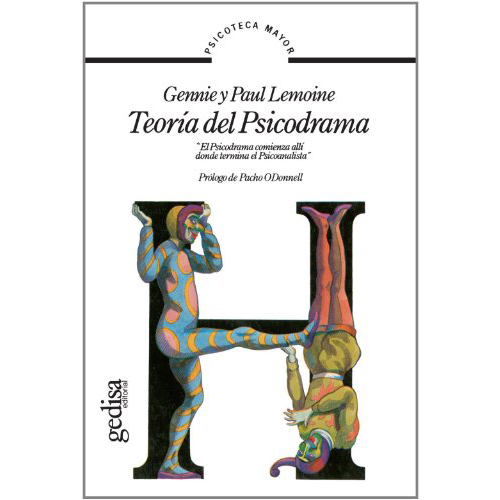 PSICOTECA MAYOR
Gennie y Paul Lemoine
Teoría del Psicodrama
"El Psicodrama comienza allí
donde termina el Psicoanalista"
Prólogo de Pacho ODonnell
gedisa
editorial